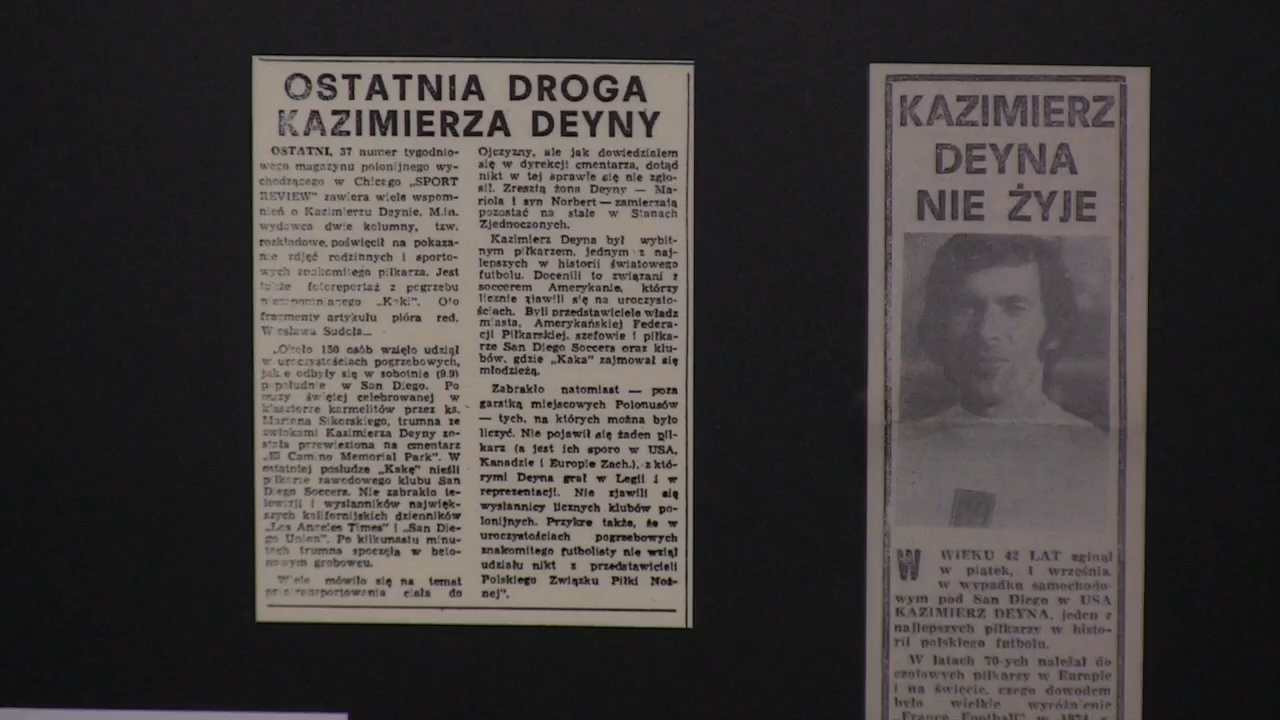 OSTATNIA DROGA
KAZIMIERZA DEYNY
OSTATNI, 37 numer tygodnio-
wego magazynu polonijnego wy-
chodzącego w Chicago „SPORT
REVIEW" zawiera wiele wspom-
nień o Kazimierzu Deynie. M.in.
wydawca dwie kolumny, tzw.
rozkładowe, poświęcił na pokaza-
nie zdjęć rodzinnych i sporto-
wych znakomitego piłkarza. Jest
także fotoreportaż z pogrzebu
niezapomnianego „Kaki". Oto
fragmenty artykułu pióra red.
Wiesława Sudoła...
„Około 150 osób wzięło udział
w uroczystościach pogrzebowych,
jakie odbyły się w sobotnie (9.9)
popołudnie w San Diego. Po
mszy świętej celebrowanej w
klasztorze karmelitów przez ks.
Mariana Sikorskiego, trumna ze
zwłokami Kazimierza Deyny zo-
stała przewieziona na cmentarz
„El Camino Memorial Park". W
ostatniej posłudze „Kakę" nieśli
piłkarze zawodowego klubu San
Diego Soccers. Nie zabrakło te-
lewizji i wysłanników najwięk-
szych kalifornijskich dzienników
„Los Angeles Times" i „San Die-
go Union". Po kilkunastu minu-
tach trumna spoczęła w beto-
nowym grobowcu.
Wiele mówiło się na temat
przetransportowania ciała do
Ojczyzny, ale jak dowiedziałem
się w dyrekcji cmentarza, dotąd
nikt w tej sprawie się nie zgło-
sił. Zresztą żona Deyny — Ma-
riola i syn Norbert — zamierzają
pozostać na stałe w Stanach
Zjednoczonych.
Kazimierz Deyna był wybit-
nym piłkarzem, jednym z naj-
lepszych w historii światowego
futbolu. Docenili to związani z
soccerem Amerykanie, którzy
licznie zjawili się na uroczysto-
ściach. Byli przedstawiciele władz
miasta, Amerykańskiej Federa-
cji Piłkarskiej, szefowie i piłka-
rze San Diego Soccers oraz klu-
bów, gdzie „Kaka" zajmował się
młodzieżą.
Zabrakło natomiast — poza
garstką miejscowych Polonusów
— tych, na których można było
liczyć. Nie pojawił się żaden pił-
karz (a jest ich sporo w USA,
Kanadzie i Europie Zach.), z któ-
rymi Deyna grał w Legii i w
reprezentacji. Nie zjawili się
wysłannicy licznych klubów po-
lonijnych. Przykre także, że w
uroczystościach pogrzebowych
znakomitego futbolisty nie wziął
udziału nikt z przedstawicieli
Polskiego Związku Piłki Noż-
nej".
KAZIMIERZ
DEYNA
NIE ŻYJE
W WIEKU 42 LAT zginął
w piątek, 1 września
w wypadku samochodo-
wym pod San Diego w USA
KAZIMIERZ DEYNA, jeden z
najlepszych piłkarzy w histo-
rii polskiego futbolu.
W latach 70-ych należał do
czołowych piłkarzy w Europie
i na świecie, czego dowodem
było wielkie wyróżnienie
„France Football" w 1974